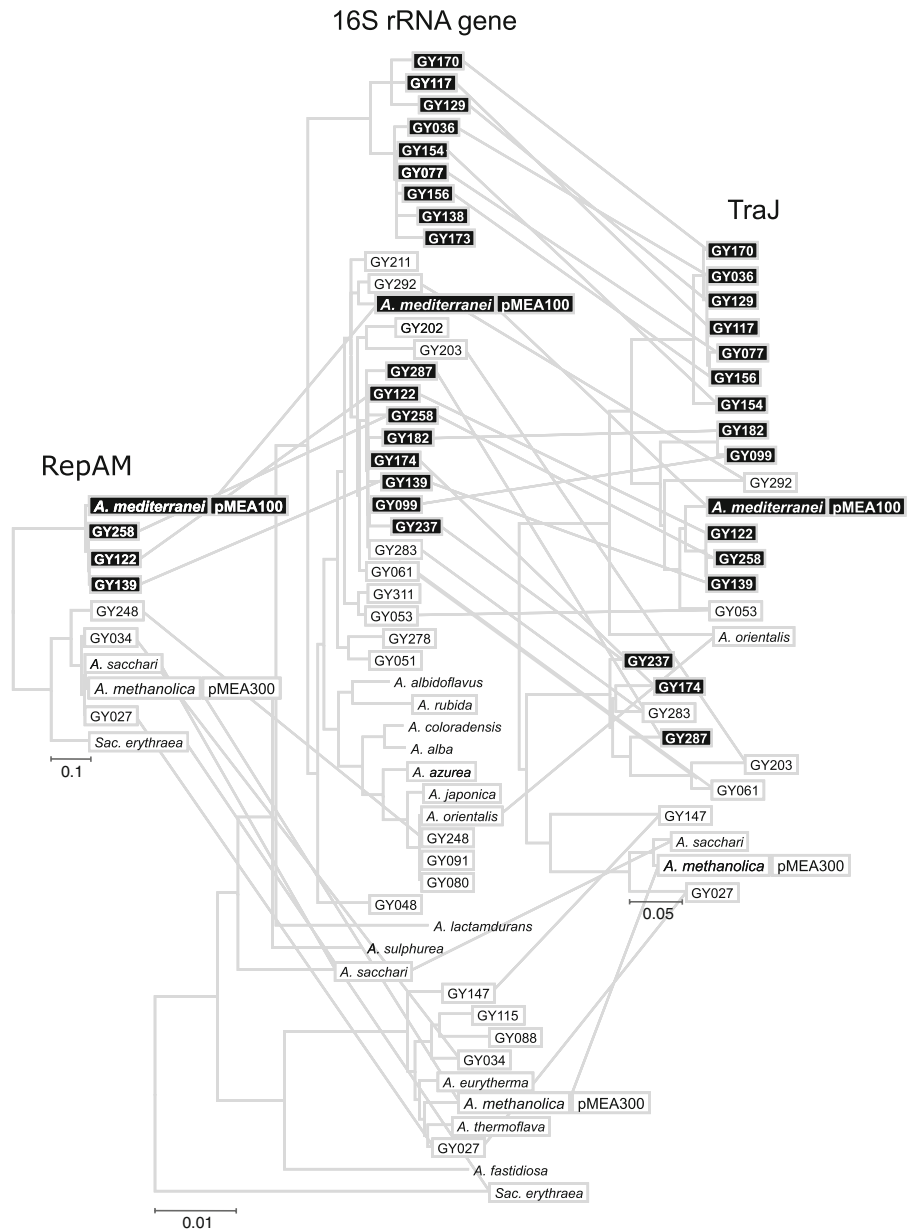 16S rRNA gene
GY170
GY117
GY129
GY036
GY154
GY077
GY156
GY138
GY173
GY211
GY292
A. mediterranei pMEA100
GY202
GY203
GY287
GY122
GY258
GY182
GY174
GY139
GY099
GY237
GY283
GY061
GY311
GY053
GY278
GY051
A. albidoflavus
A. rubida
A. coloradensis
A. alba
A. azurea
A. japonica
A. orientalis
GY248
GY091
GY080
GY048
A. lactamdurans
A. sulphurea
A. sacchari
GY147
GY115
GY088
GY034
A. eurytherma
A. methanolica pMEA300
A. thermoflava
GY027
A. fastidiosa
Sac. erythraea
0.01
RepAM
A. mediterranei pMEA100
GY258
GY122
GY139
GY248
GY034
A. sacchari
A. methanolica pMEA300
GY027
Sac. erythraea
0.1
TraJ
GY170
GY036
GY129
GY117
GY077
GY156
GY154
GY182
GY099
GY292
A. mediterranei pMEA100
GY122
GY258
GY139
GY053
A. orientalis
GY237
GY174
GY283
GY287
GY203
GY061
GY147
A. sacchari
A. methanolica pMEA300
GY027
0.05